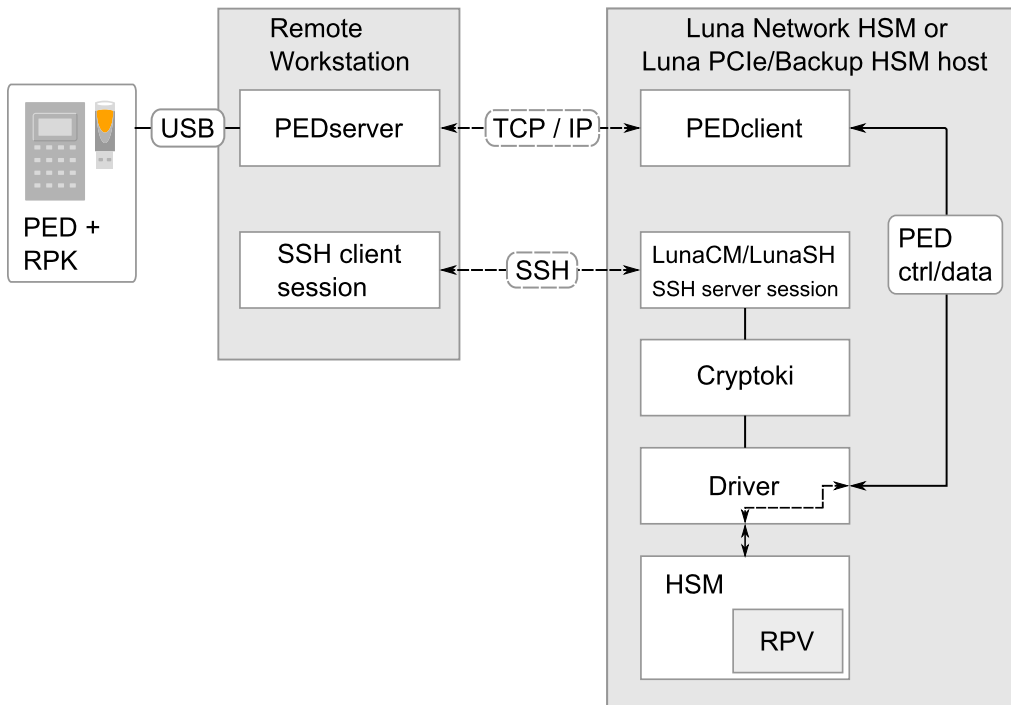 Remote
Workstation
Luna Network HSM or
Luna PCIe/Backup HSM host
USB
PEDserver
TCP / IP
PEDclient
PED +
RPK
SSH client
session
SSH
LunaCM/LunaSH
SSH server session
PED
ctrl/data
Cryptoki
Driver
HSM
RPV